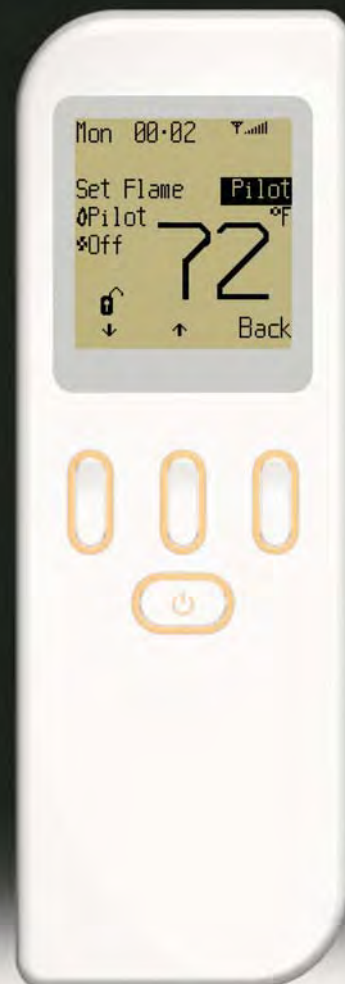 Mon 00·02
Set Flame Pilot
Pilot °F
Off 72
↓ ↑ Back